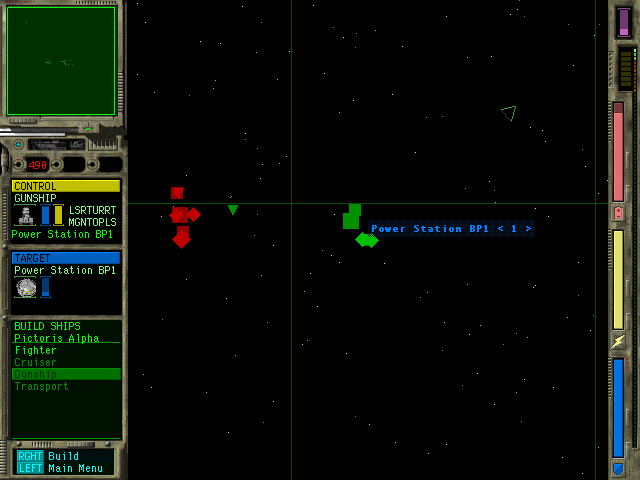 490
CONTROL
GUNSHIP
LSRTURRT
MGNTOPLS
Power Station BP1
TARGET
Power Station BP1
BUILD SHIPS
Pictoris Alpha
Fighter
Cruiser
Gunship
Transport
RGHT Build
LEFT Main Menu
Power Station BP1 < 1 >